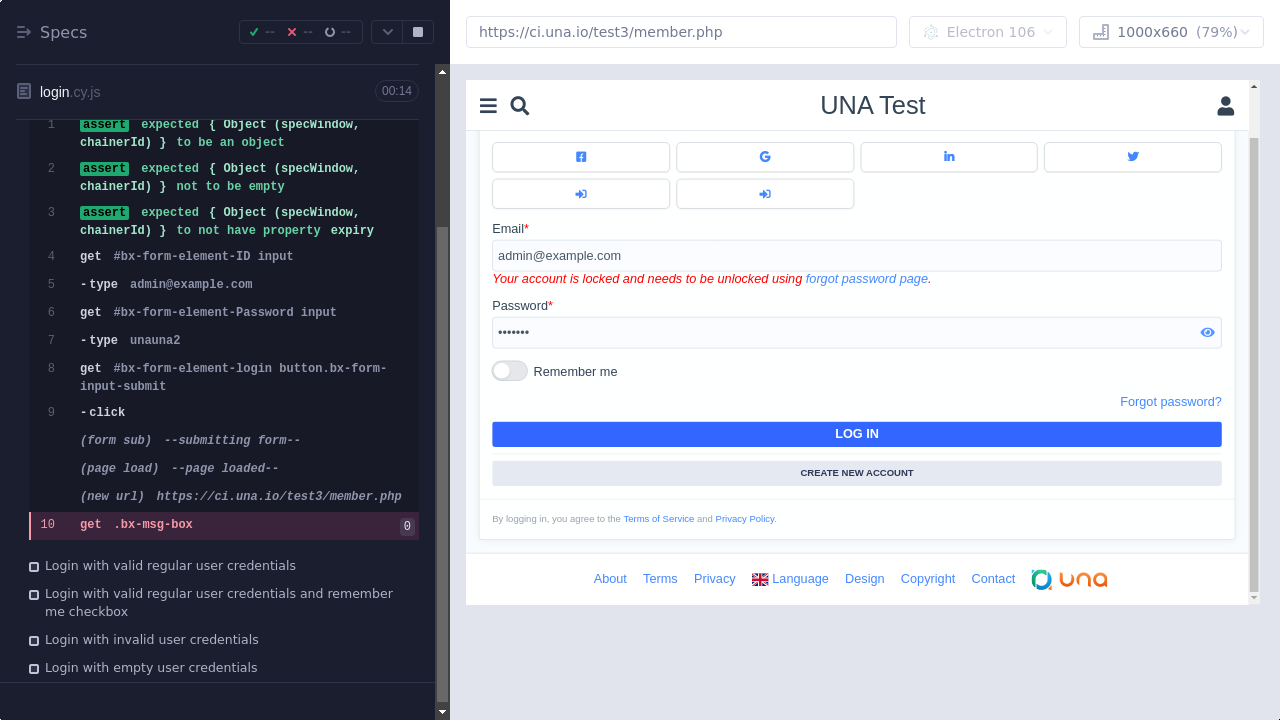 Specs
--
--
--
login.cy.js
00:14
1 assert expected { Object (specWindow,
chainerId) } to be an object
2 assert expected { Object (specWindow,
chainerId) } not to be empty
3 assert expected { Object (specWindow,
chainerId) } to not have property expiry
4 get #bx-form-element-ID input
5 -type admin@example.com
6 get #bx-form-element-Password input
7 -type unauna2
8 get #bx-form-element-login button.bx-form-
input-submit
9 -click
(form sub) --submitting form--
(page load) --page loaded--
(new url) https://ci.una.io/test3/member.php
10 get .bx-msg-box 0
Login with valid regular user credentials
Login with valid regular user credentials and remember
me checkbox
Login with invalid user credentials
Login with empty user credentials
https://ci.una.io/test3/member.php
Electron 106
1000x660 (79%)
UNA Test
Email*
admin@example.com
Your account is locked and needs to be unlocked using forgot password page.
Password*
•••••••
Remember me
Forgot password?
LOG IN
CREATE NEW ACCOUNT
By logging in, you agree to the Terms of Service and Privacy Policy.
About Terms Privacy Language Design Copyright Contact una